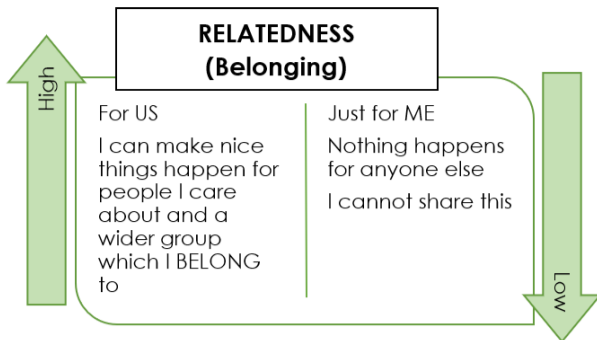 RELATEDNESS
(Belonging)
High
For US
I can make nice
things happen for
people I care
about and a
wider group
which I BELONG
to
Just for ME
Nothing happens
for anyone else
I cannot share this
Low